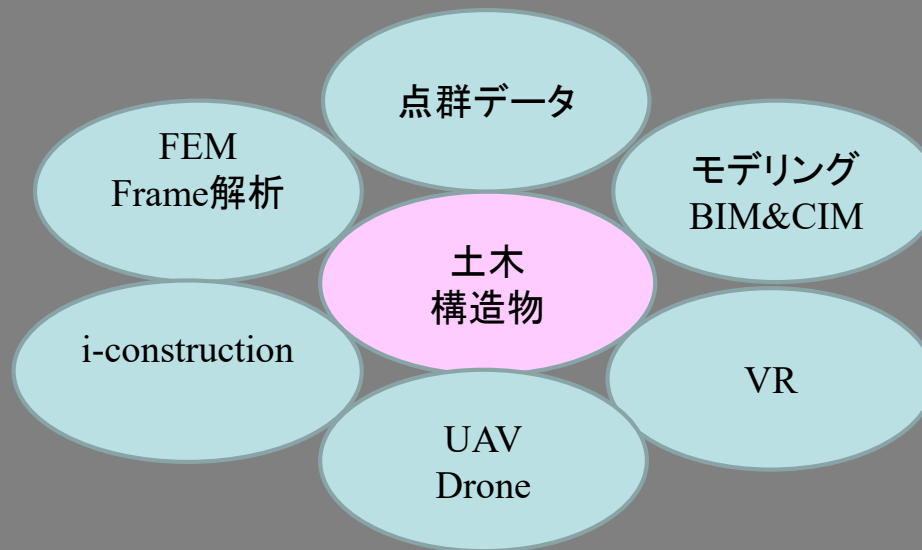 点群データ
FEM
Frame解析
モデリング
BIM&CIM
土木
構造物
i-construction
VR
UAV
Drone